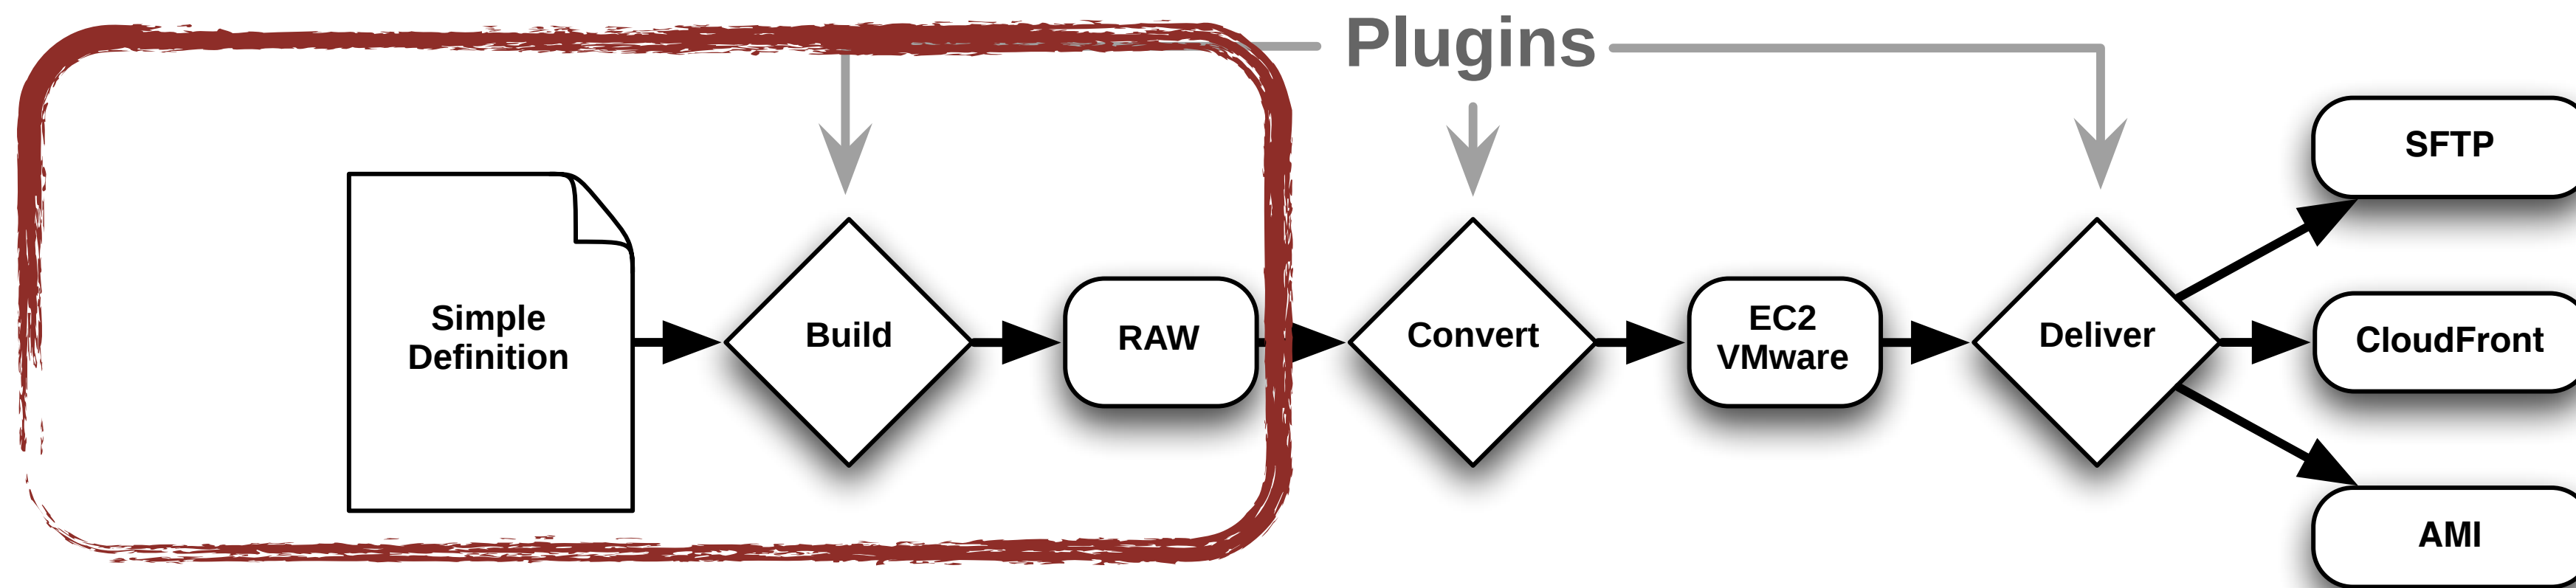 Plugins
Simple
Definition
Build
RAW
Convert
EC2
VMware
Deliver
SFTP
CloudFront
AMI